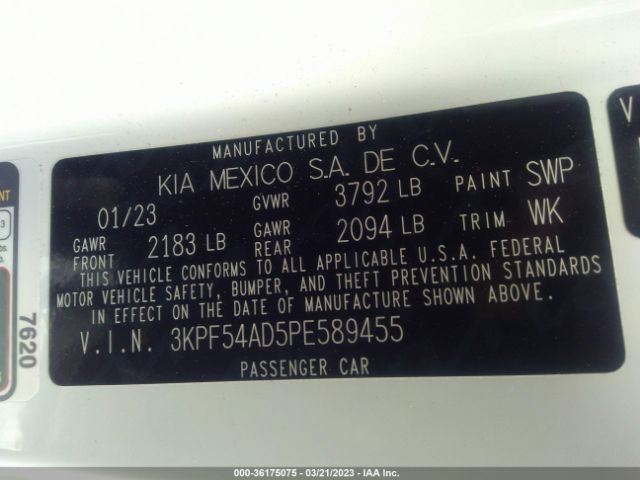 MANUFACTURED BY
KIA MEXICO S.A. DE C.V.
01/23 GVWR 3792 LB PAINT SWP
GAWR FRONT 2183 LB GAWR REAR 2094 LB TRIM WK
THIS VEHICLE CONFORMS TO ALL APPLICABLE U.S.A. FEDERAL
MOTOR VEHICLE SAFETY, BUMPER, AND THEFT PREVENTION STANDARDS
IN EFFECT ON THE DATE OF MANUFACTURE SHOWN ABOVE.
V.I.N. 3KPF54AD5PE589455
PASSENGER CAR
7620
000-36175075 - 03/21/2023 - IAAI.COM